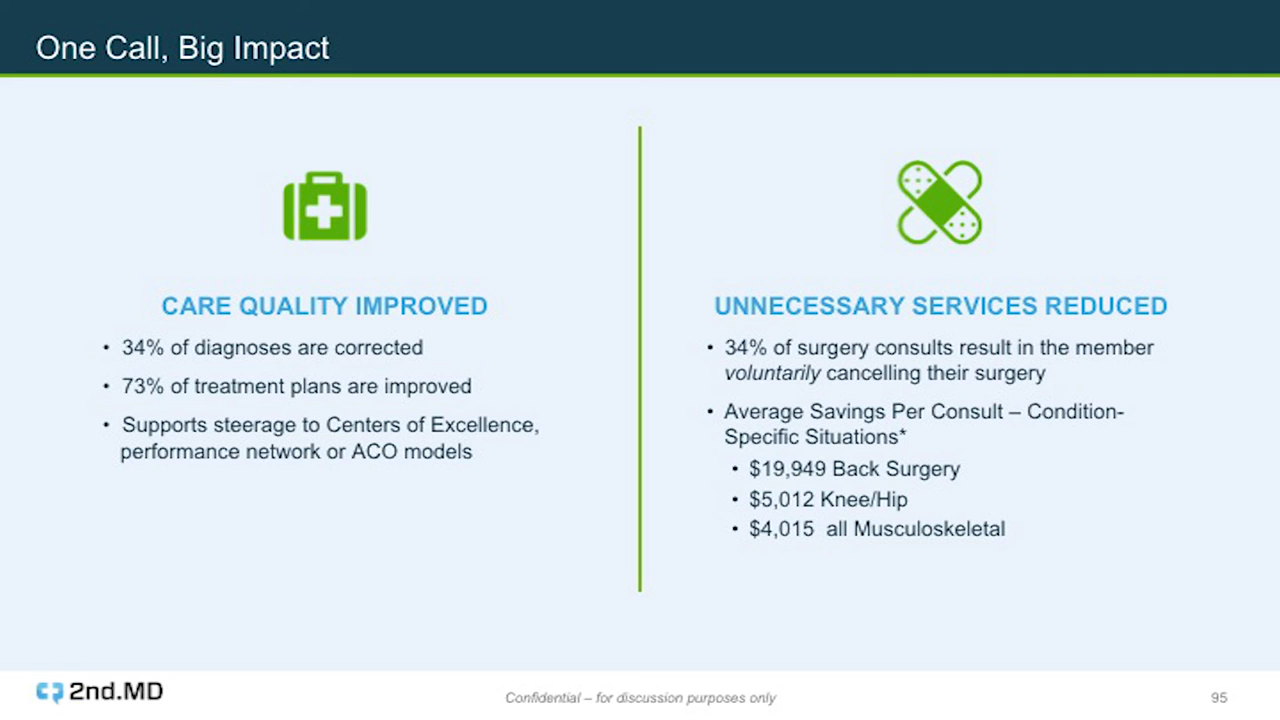 One Call, Big Impact
CARE QUALITY IMPROVED
• 34% of diagnoses are corrected
• 73% of treatment plans are improved
• Supports steerage to Centers of Excellence,
performance network or ACO models
UNNECESSARY SERVICES REDUCED
• 34% of surgery consults result in the member
voluntarily cancelling their surgery
• Average Savings Per Consult – Condition-
Specific Situations*
• $19,949 Back Surgery
• $5,012 Knee/Hip
• $4,015 all Musculoskeletal
2nd.MD
Confidential – for discussion purposes only
95